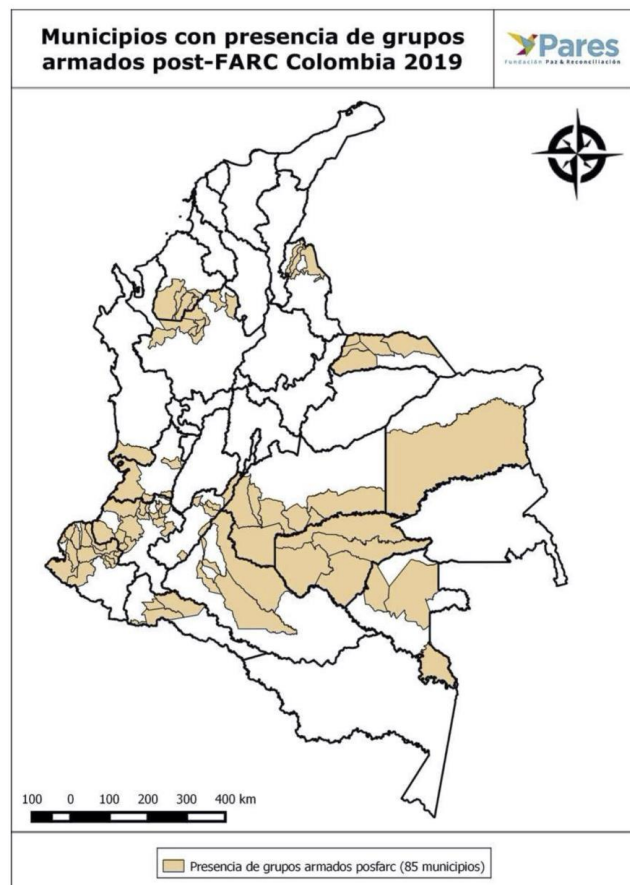 Municipios con presencia de grupos
armados post-FARC Colombia 2019
Pares
Fundación Paz & Reconciliación
100 0 100 200 300 400 km
Presencia de grupos armados posfarc (85 municipios)